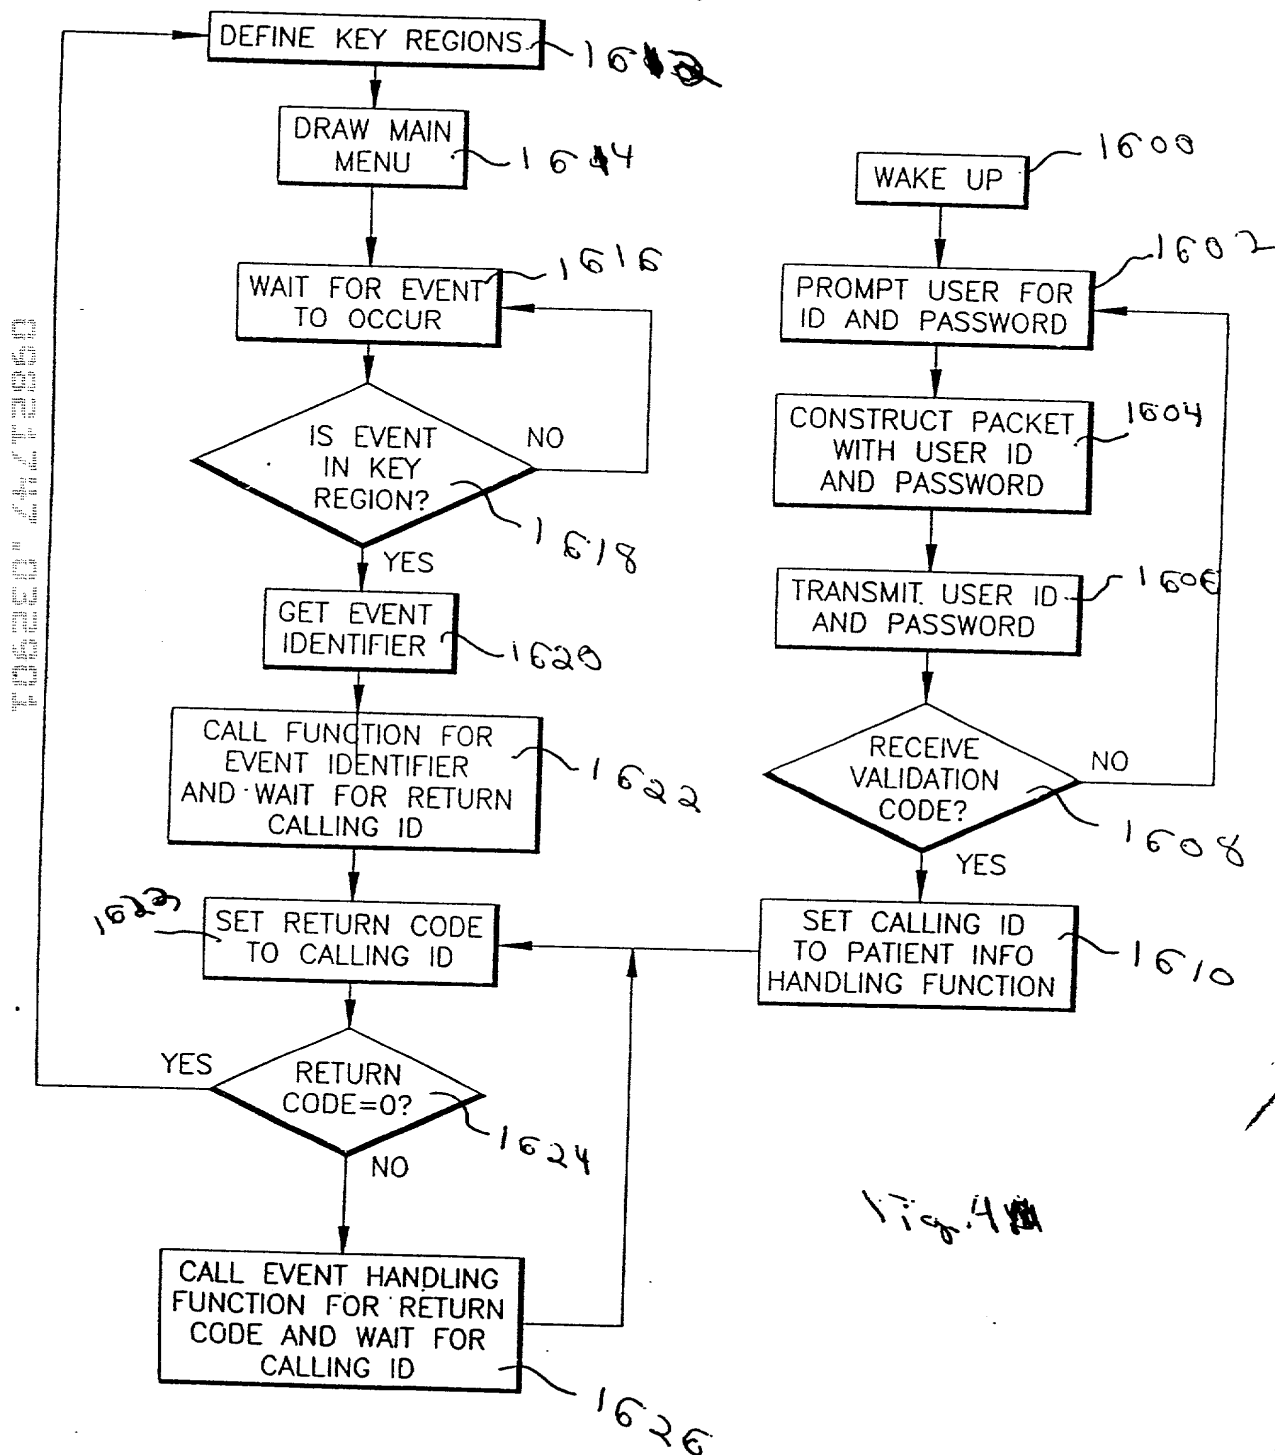 DEFINE KEY REGIONS
DRAW MAIN
MENU
1614
WAIT FOR EVENT
TO OCCUR
1616
IS EVENT
IN KEY
REGION?
NO
1618
YES
GET EVENT
IDENTIFIER
1620
CALL FUNCTION FOR
EVENT IDENTIFIER
AND WAIT FOR RETURN
CALLING ID
1622
SET RETURN CODE
TO CALLING ID
YES
RETURN
CODE=0?
1624
NO
CALL EVENT HANDLING
FUNCTION FOR RETURN
CODE AND WAIT FOR
CALLING ID
1626
WAKE UP
1600
PROMPT USER FOR
ID AND PASSWORD
1602
CONSTRUCT PACKET
WITH USER ID
AND PASSWORD
1604
TRANSMIT USER ID
AND PASSWORD
1606
RECEIVE
VALIDATION
CODE?
NO
1608
YES
SET CALLING ID
TO PATIENT INFO
HANDLING FUNCTION
1610
Fig. 4